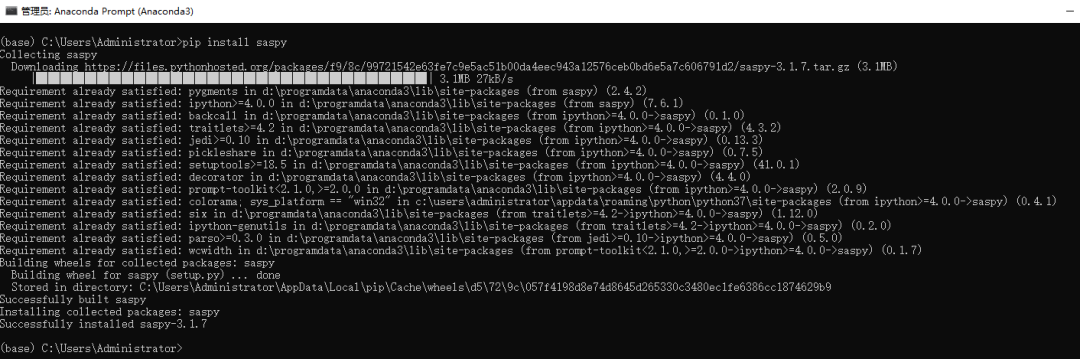 管理员: Anaconda Prompt (Anaconda3)
(base) C:\Users\Administrator>pip install saspy
Collecting saspy
Downloading https://files.pythonhosted.org/packages/f9/8c/99721542e63fe7c9e5ac51b00da4eec943a12576ceb0bd6e5a7c606791d2/saspy-3.1.7.tar.gz (3.1MB)
3.1MB 27kB/s
Requirement already satisfied: pygments in d:\programdata\anaconda3\lib\site-packages (from saspy) (2.4.2)
Requirement already satisfied: ipython>=4.0.0 in d:\programdata\anaconda3\lib\site-packages (from saspy) (7.6.1)
Requirement already satisfied: backcall in d:\programdata\anaconda3\lib\site-packages (from ipython>=4.0.0->saspy) (0.1.0)
Requirement already satisfied: traitlets>=4.2 in d:\programdata\anaconda3\lib\site-packages (from ipython>=4.0.0->saspy) (4.3.2)
Requirement already satisfied: jedi>=0.10 in d:\programdata\anaconda3\lib\site-packages (from ipython>=4.0.0->saspy) (0.13.3)
Requirement already satisfied: pickleshare in d:\programdata\anaconda3\lib\site-packages (from ipython>=4.0.0->saspy) (0.7.5)
Requirement already satisfied: setuptools>=18.5 in d:\programdata\anaconda3\lib\site-packages (from ipython>=4.0.0->saspy) (41.0.1)
Requirement already satisfied: decorator in d:\programdata\anaconda3\lib\site-packages (from ipython>=4.0.0->saspy) (4.4.0)
Requirement already satisfied: prompt-toolkit<2.1.0,>=2.0.0 in d:\programdata\anaconda3\lib\site-packages (from ipython>=4.0.0->saspy) (2.0.9)
Requirement already satisfied: colorama; sys_platform == "win32" in c:\users\administrator\appdata\roaming\python\python37\site-packages (from ipython>=4.0.0->saspy) (0.4.1)
Requirement already satisfied: six in d:\programdata\anaconda3\lib\site-packages (from traitlets>=4.2->ipython>=4.0.0->saspy) (1.12.0)
Requirement already satisfied: ipython-genutils in d:\programdata\anaconda3\lib\site-packages (from traitlets>=4.2->ipython>=4.0.0->saspy) (0.2.0)
Requirement already satisfied: parso>=0.3.0 in d:\programdata\anaconda3\lib\site-packages (from jedi>=0.10->ipython>=4.0.0->saspy) (0.5.0)
Requirement already satisfied: wcwidth in d:\programdata\anaconda3\lib\site-packages (from prompt-toolkit<2.1.0,>=2.0.0->ipython>=4.0.0->saspy) (0.1.7)
Building wheels for collected packages: saspy
Building wheel for saspy (setup.py) ... done
Stored in directory: C:\Users\Administrator\AppData\Local\pip\Cache\wheels\d5\72\9c\057f4198d8e74d8645d265330c3480ec1fe6386cc1874629b9
Successfully built saspy
Installing collected packages: saspy
Successfully installed saspy-3.1.7
(base) C:\Users\Administrator>